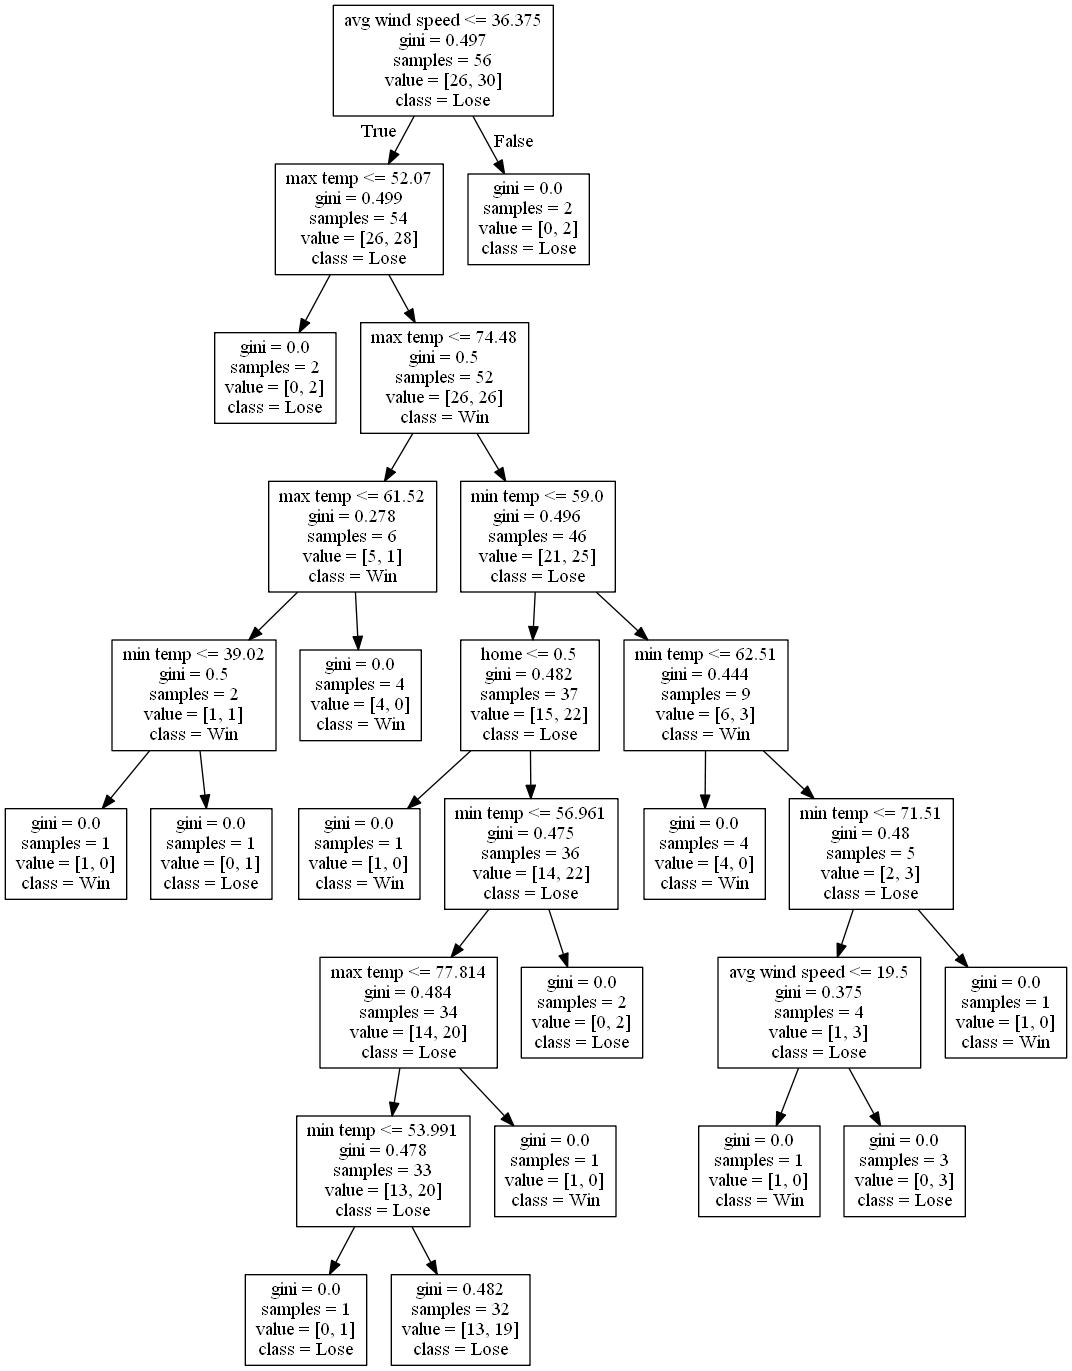 avg wind speed <= 36.375
gini = 0.497
samples = 56
value = [26, 30]
class = Lose
True
False
max temp <= 52.07
gini = 0.499
samples = 54
value = [26, 28]
class = Lose
gini = 0.0
samples = 2
value = [0, 2]
class = Lose
gini = 0.0
samples = 2
value = [0, 2]
class = Lose
max temp <= 74.48
gini = 0.5
samples = 52
value = [26, 26]
class = Win
max temp <= 61.52
gini = 0.278
samples = 6
value = [5, 1]
class = Win
min temp <= 59.0
gini = 0.496
samples = 46
value = [21, 25]
class = Lose
min temp <= 39.02
gini = 0.5
samples = 2
value = [1, 1]
class = Win
gini = 0.0
samples = 4
value = [4, 0]
class = Win
home <= 0.5
gini = 0.482
samples = 37
value = [15, 22]
class = Lose
min temp <= 62.51
gini = 0.444
samples = 9
value = [6, 3]
class = Win
gini = 0.0
samples = 1
value = [1, 0]
class = Win
gini = 0.0
samples = 1
value = [0, 1]
class = Lose
gini = 0.0
samples = 1
value = [1, 0]
class = Win
min temp <= 56.961
gini = 0.475
samples = 36
value = [14, 22]
class = Lose
gini = 0.0
samples = 4
value = [4, 0]
class = Win
min temp <= 71.51
gini = 0.48
samples = 5
value = [2, 3]
class = Lose
max temp <= 77.814
gini = 0.484
samples = 34
value = [14, 20]
class = Lose
gini = 0.0
samples = 2
value = [0, 2]
class = Lose
avg wind speed <= 19.5
gini = 0.375
samples = 4
value = [1, 3]
class = Lose
gini = 0.0
samples = 1
value = [1, 0]
class = Win
min temp <= 53.991
gini = 0.478
samples = 33
value = [13, 20]
class = Lose
gini = 0.0
samples = 1
value = [1, 0]
class = Win
gini = 0.0
samples = 1
value = [1, 0]
class = Win
gini = 0.0
samples = 3
value = [0, 3]
class = Lose
gini = 0.0
samples = 1
value = [0, 1]
class = Lose
gini = 0.482
samples = 32
value = [13, 19]
class = Lose